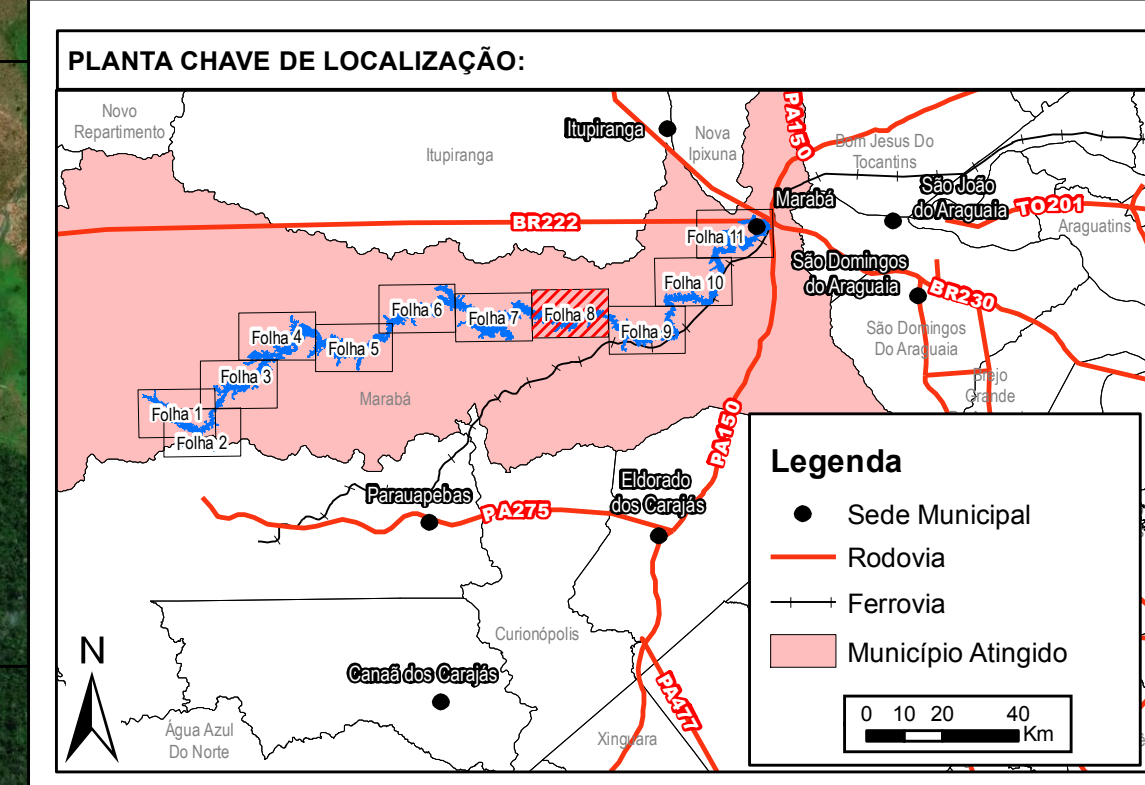 PLANTA CHAVE DE LOCALIZAÇÃO:
Novo
Repartimento
Itupiranga
Itupiranga
Nova
Ipixuna
PA150
Bom Jesus Do
Tocantins
São João
do Araguaia
TO201
Araguatins
Marabá
BR222
Folha 11
São Domingos
do Araguaia
BR230
Folha 10
Folha 6
Folha 7
Folha 8
Folha 9
São Domingos
Do Araguaia
Folha 4
Folha 5
Folha 3
Brejo
Grande
Marabá
Folha 1
Folha 2
PA150
Parauapebas
PA275
Eldorado
dos Carajás
Curionópolis
Canaã dos Carajás
PA477
Água Azul
Do Norte
Xinguara
N
Legenda
Sede Municipal
Rodovia
Ferrovia
Município Atingido
0 10 20 40
Km